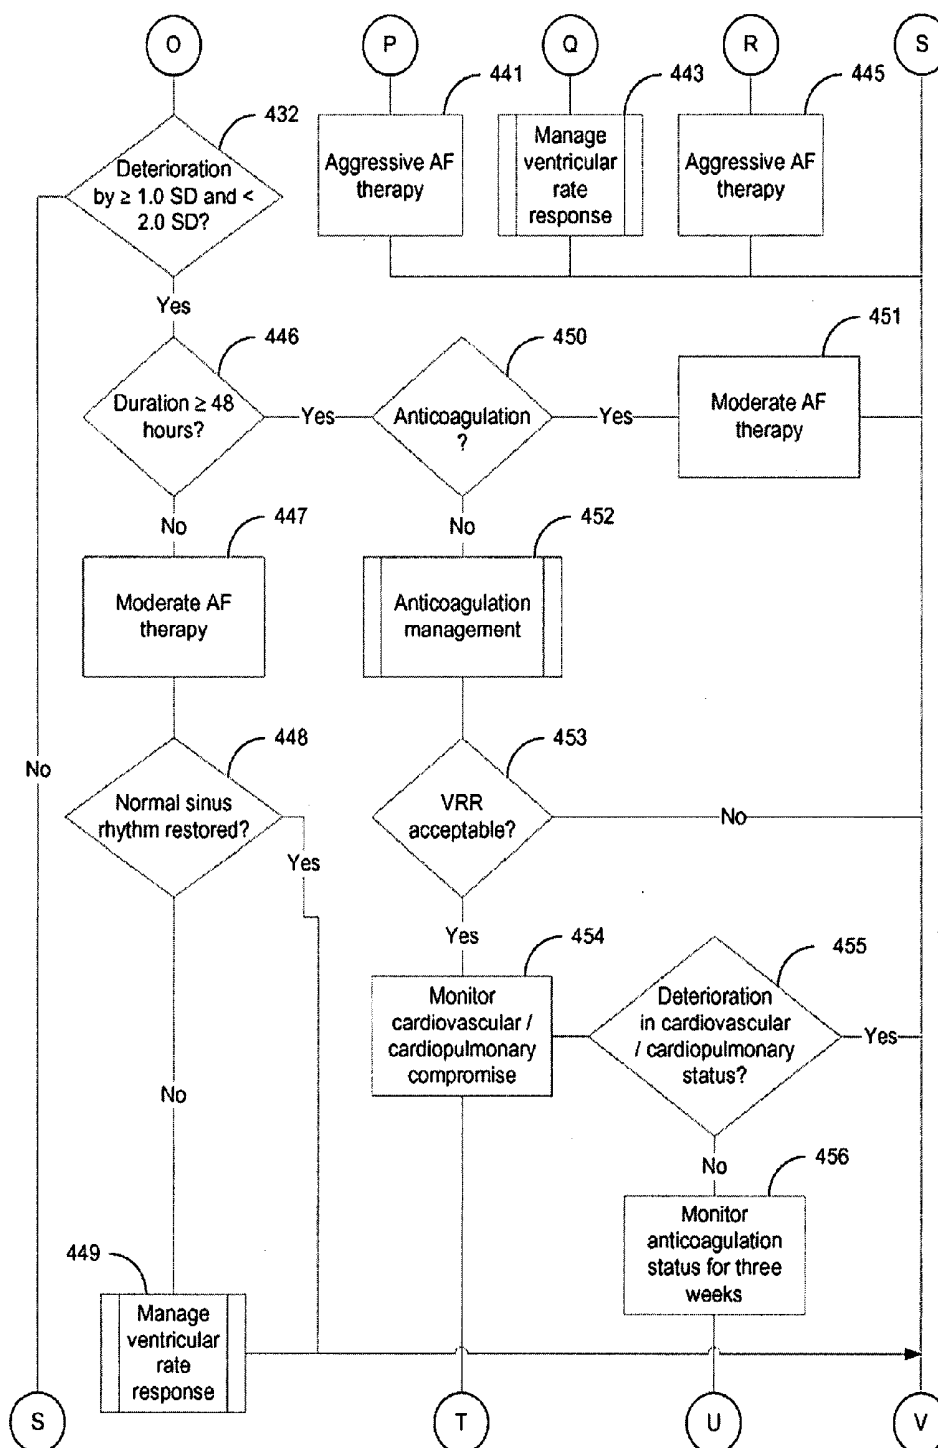 O
P
Q
R
S
441
443
445
432
Deterioration
by ≥ 1.0 SD and <
2.0 SD?
Aggressive AF
therapy
Manage
ventricular
rate
response
Aggressive AF
therapy
Yes
446
450
451
Duration ≥ 48
hours?
Yes
Anticoagulation
?
Yes
Moderate AF
therapy
No
447
No
452
Moderate AF
therapy
Anticoagulation
management
No
448
453
Normal sinus
rhythm restored?
Yes
VRR
acceptable?
No
Yes
454
455
Monitor
cardiovascular /
cardiopulmonary
compromise
Deterioration
in cardiovascular
/ cardiopulmonary
status?
Yes
No
No
456
Monitor
anticoagulation
status for three
weeks
449
Manage
ventricular
rate
response
S
T
U
V